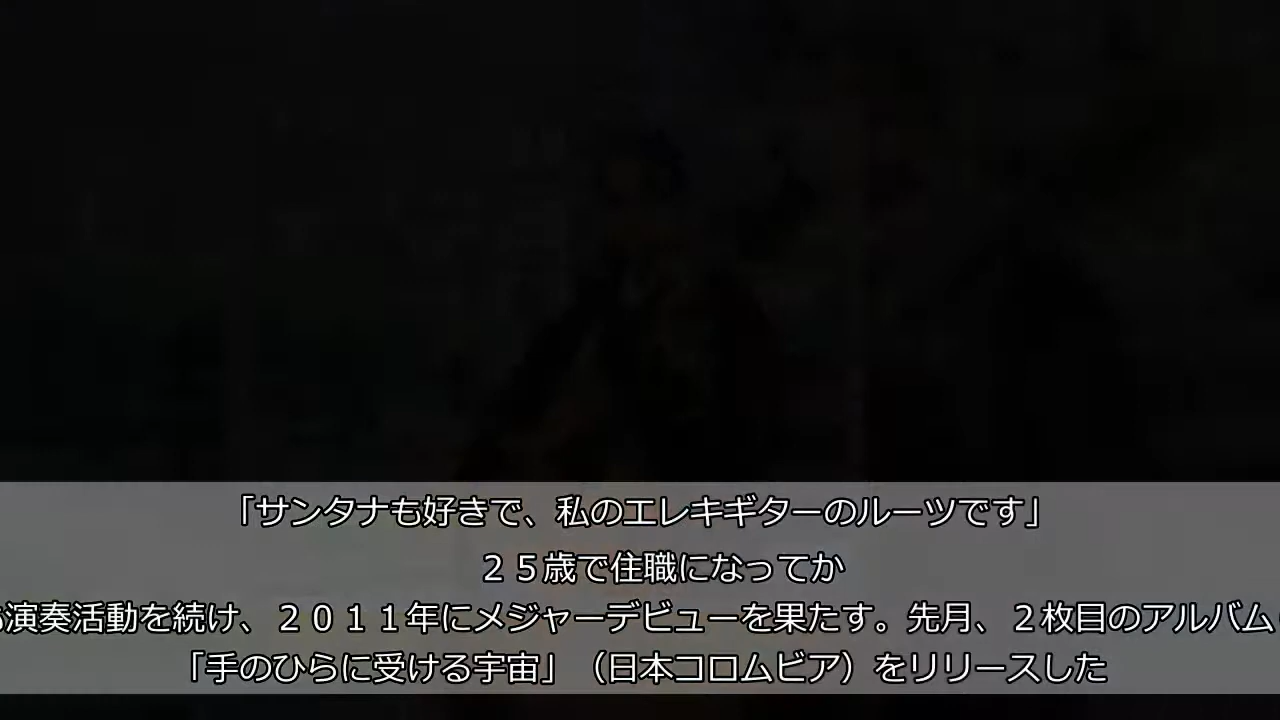 「サンタナも好きで、私のエレキギターのルーツです」
２５歳で住職になってか
演奏活動を続け、２０１１年にメジャーデビューを果たす。先月、２枚目のアルバム
「手のひらに受ける宇宙」（日本コロムビア）をリリースした